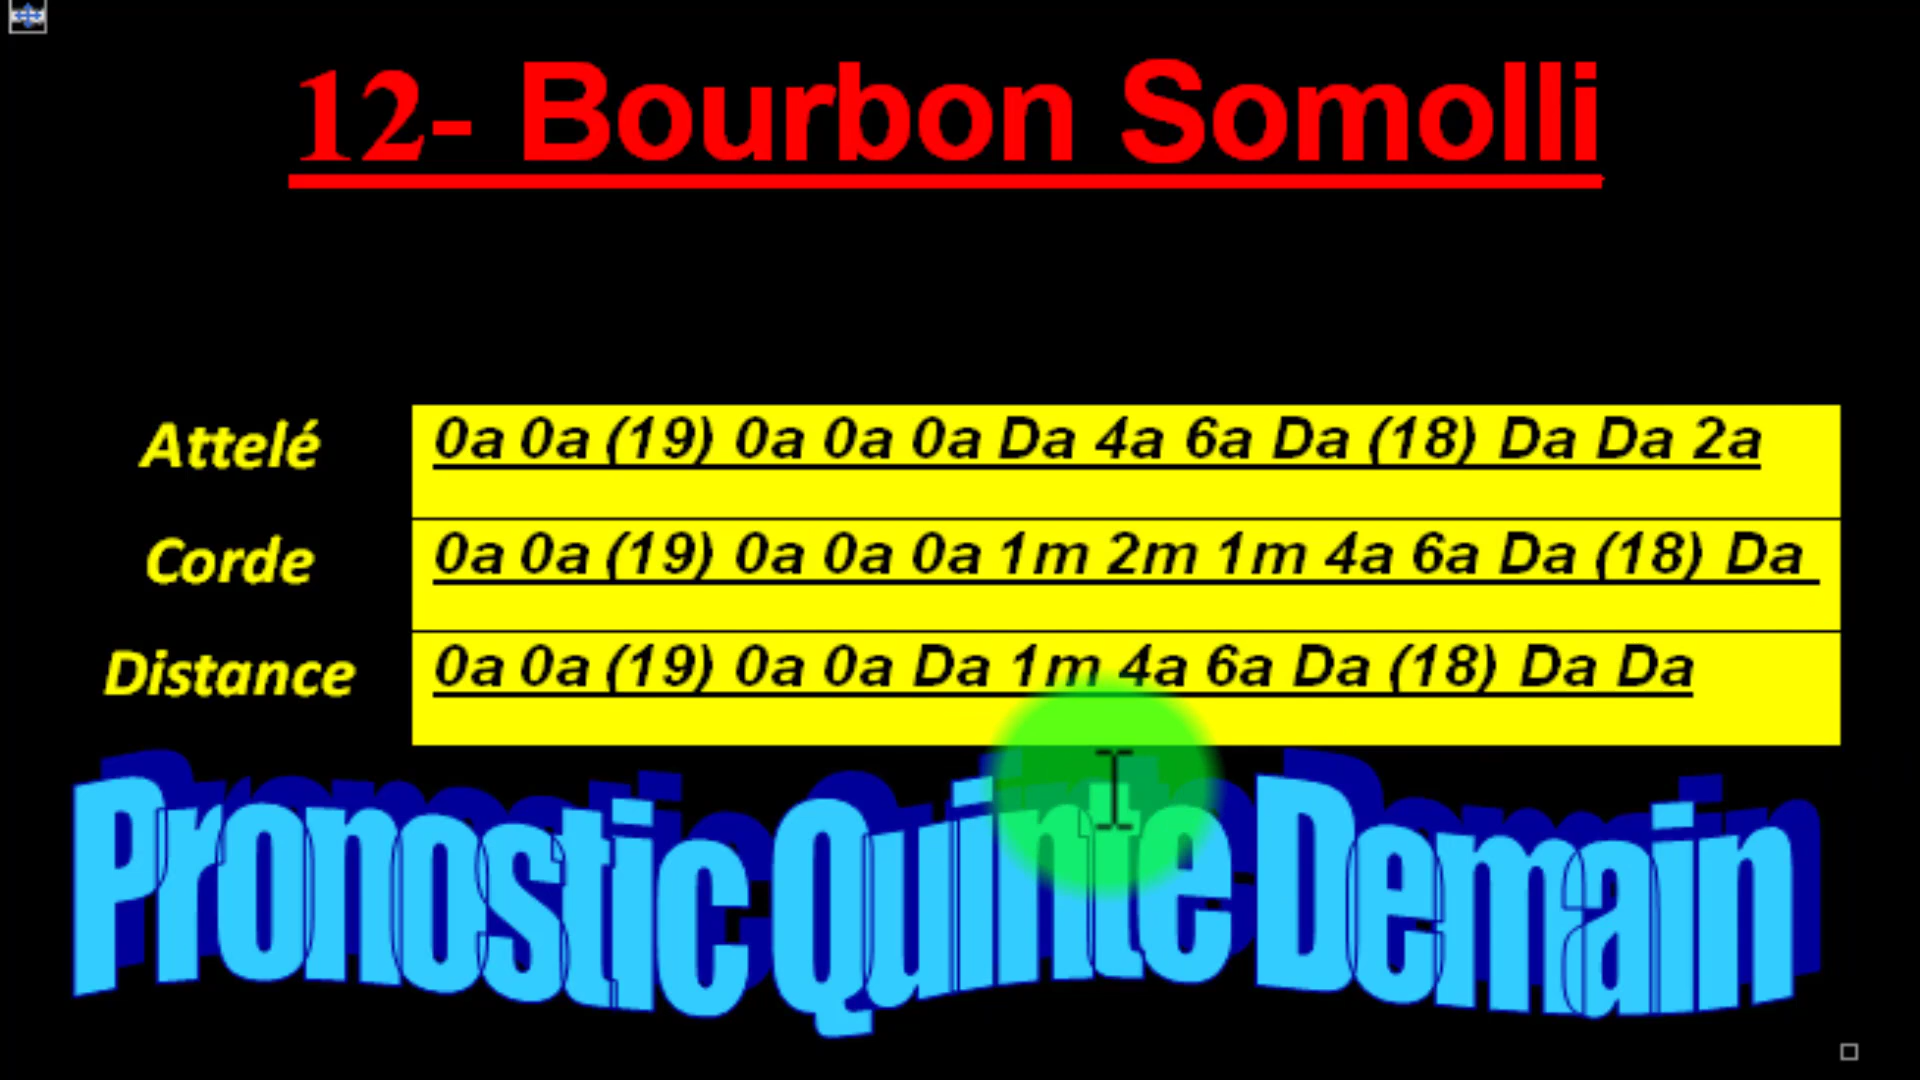 12- Bourbon Somolli
Attelé 0a 0a (19) 0a 0a 0a Da 4a 6a Da (18) Da Da 2a
Corde 0a 0a (19) 0a 0a 0a 1m 2m 1m 4a 6a Da (18) Da
Distance 0a 0a (19) 0a 0a Da 1m 4a 6a Da (18) Da Da
Pronostic Quinte Demain